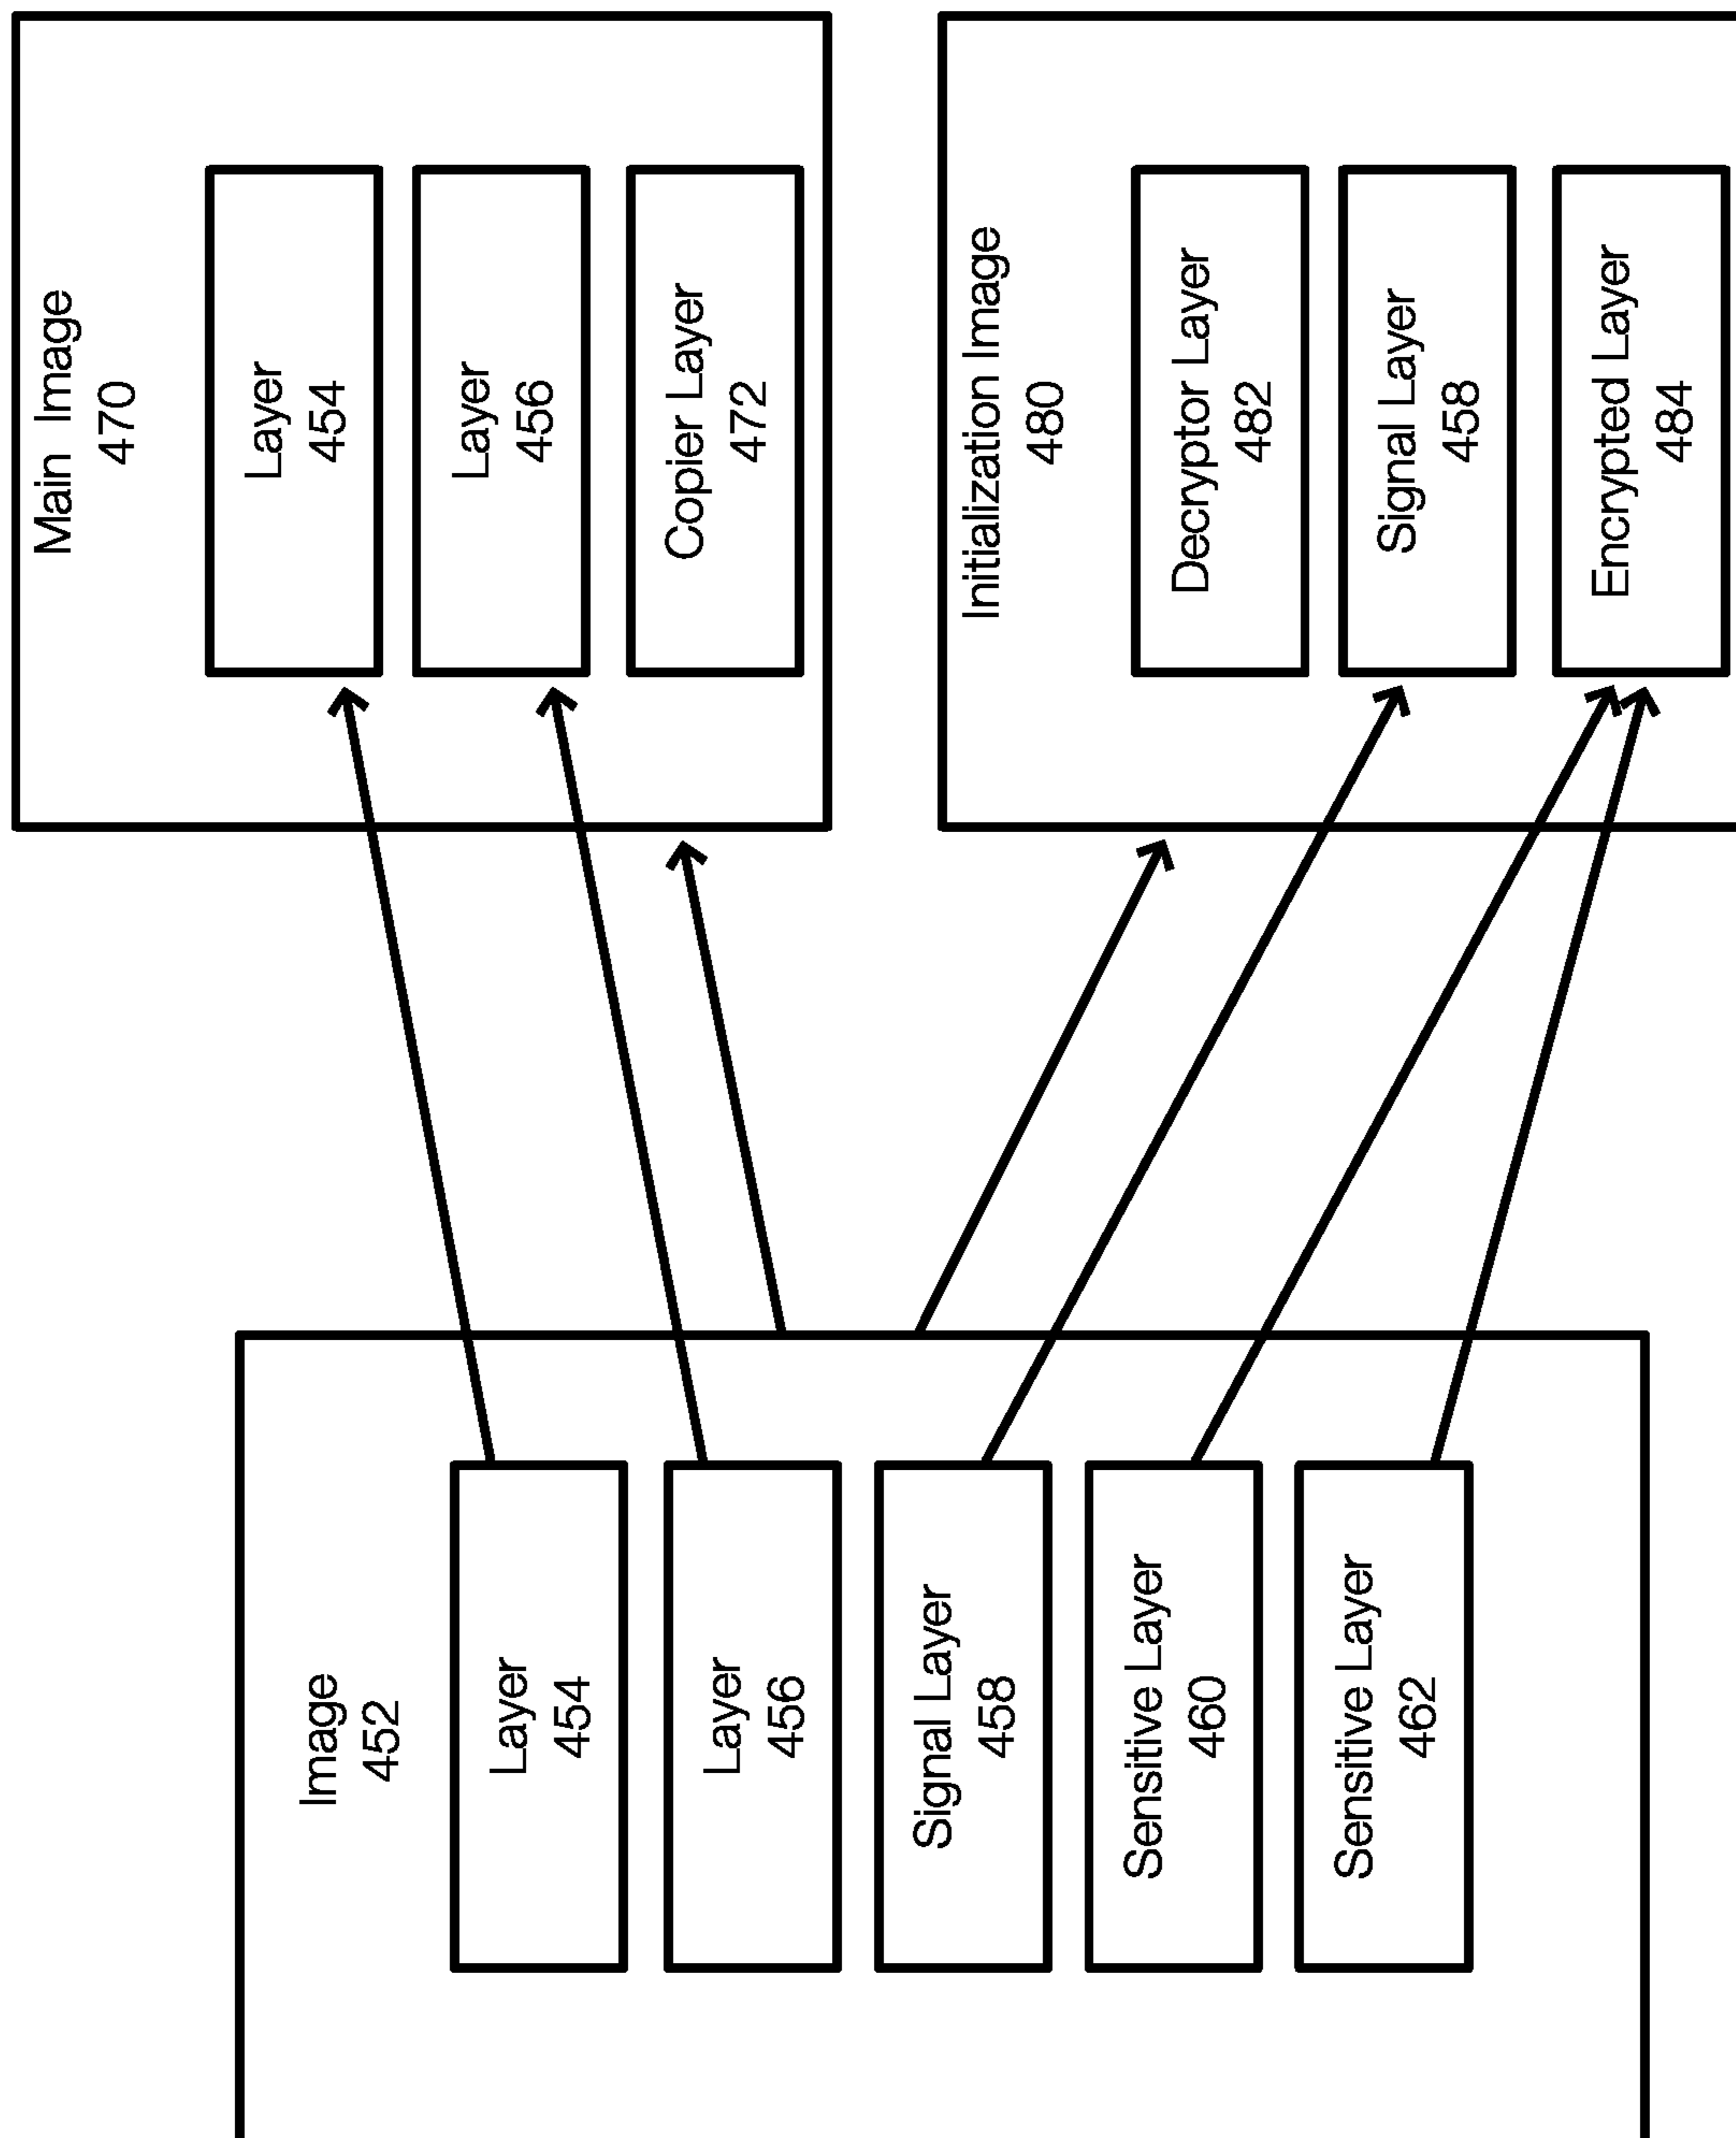 Image
452
Layer
454
Layer
456
Signal Layer
458
Sensitive Layer
460
Sensitive Layer
462
Main Image
470
Layer
454
Layer
456
Copier Layer
472
Initialization Image
480
Decryptor Layer
482
Signal Layer
458
Encrypted Layer
484